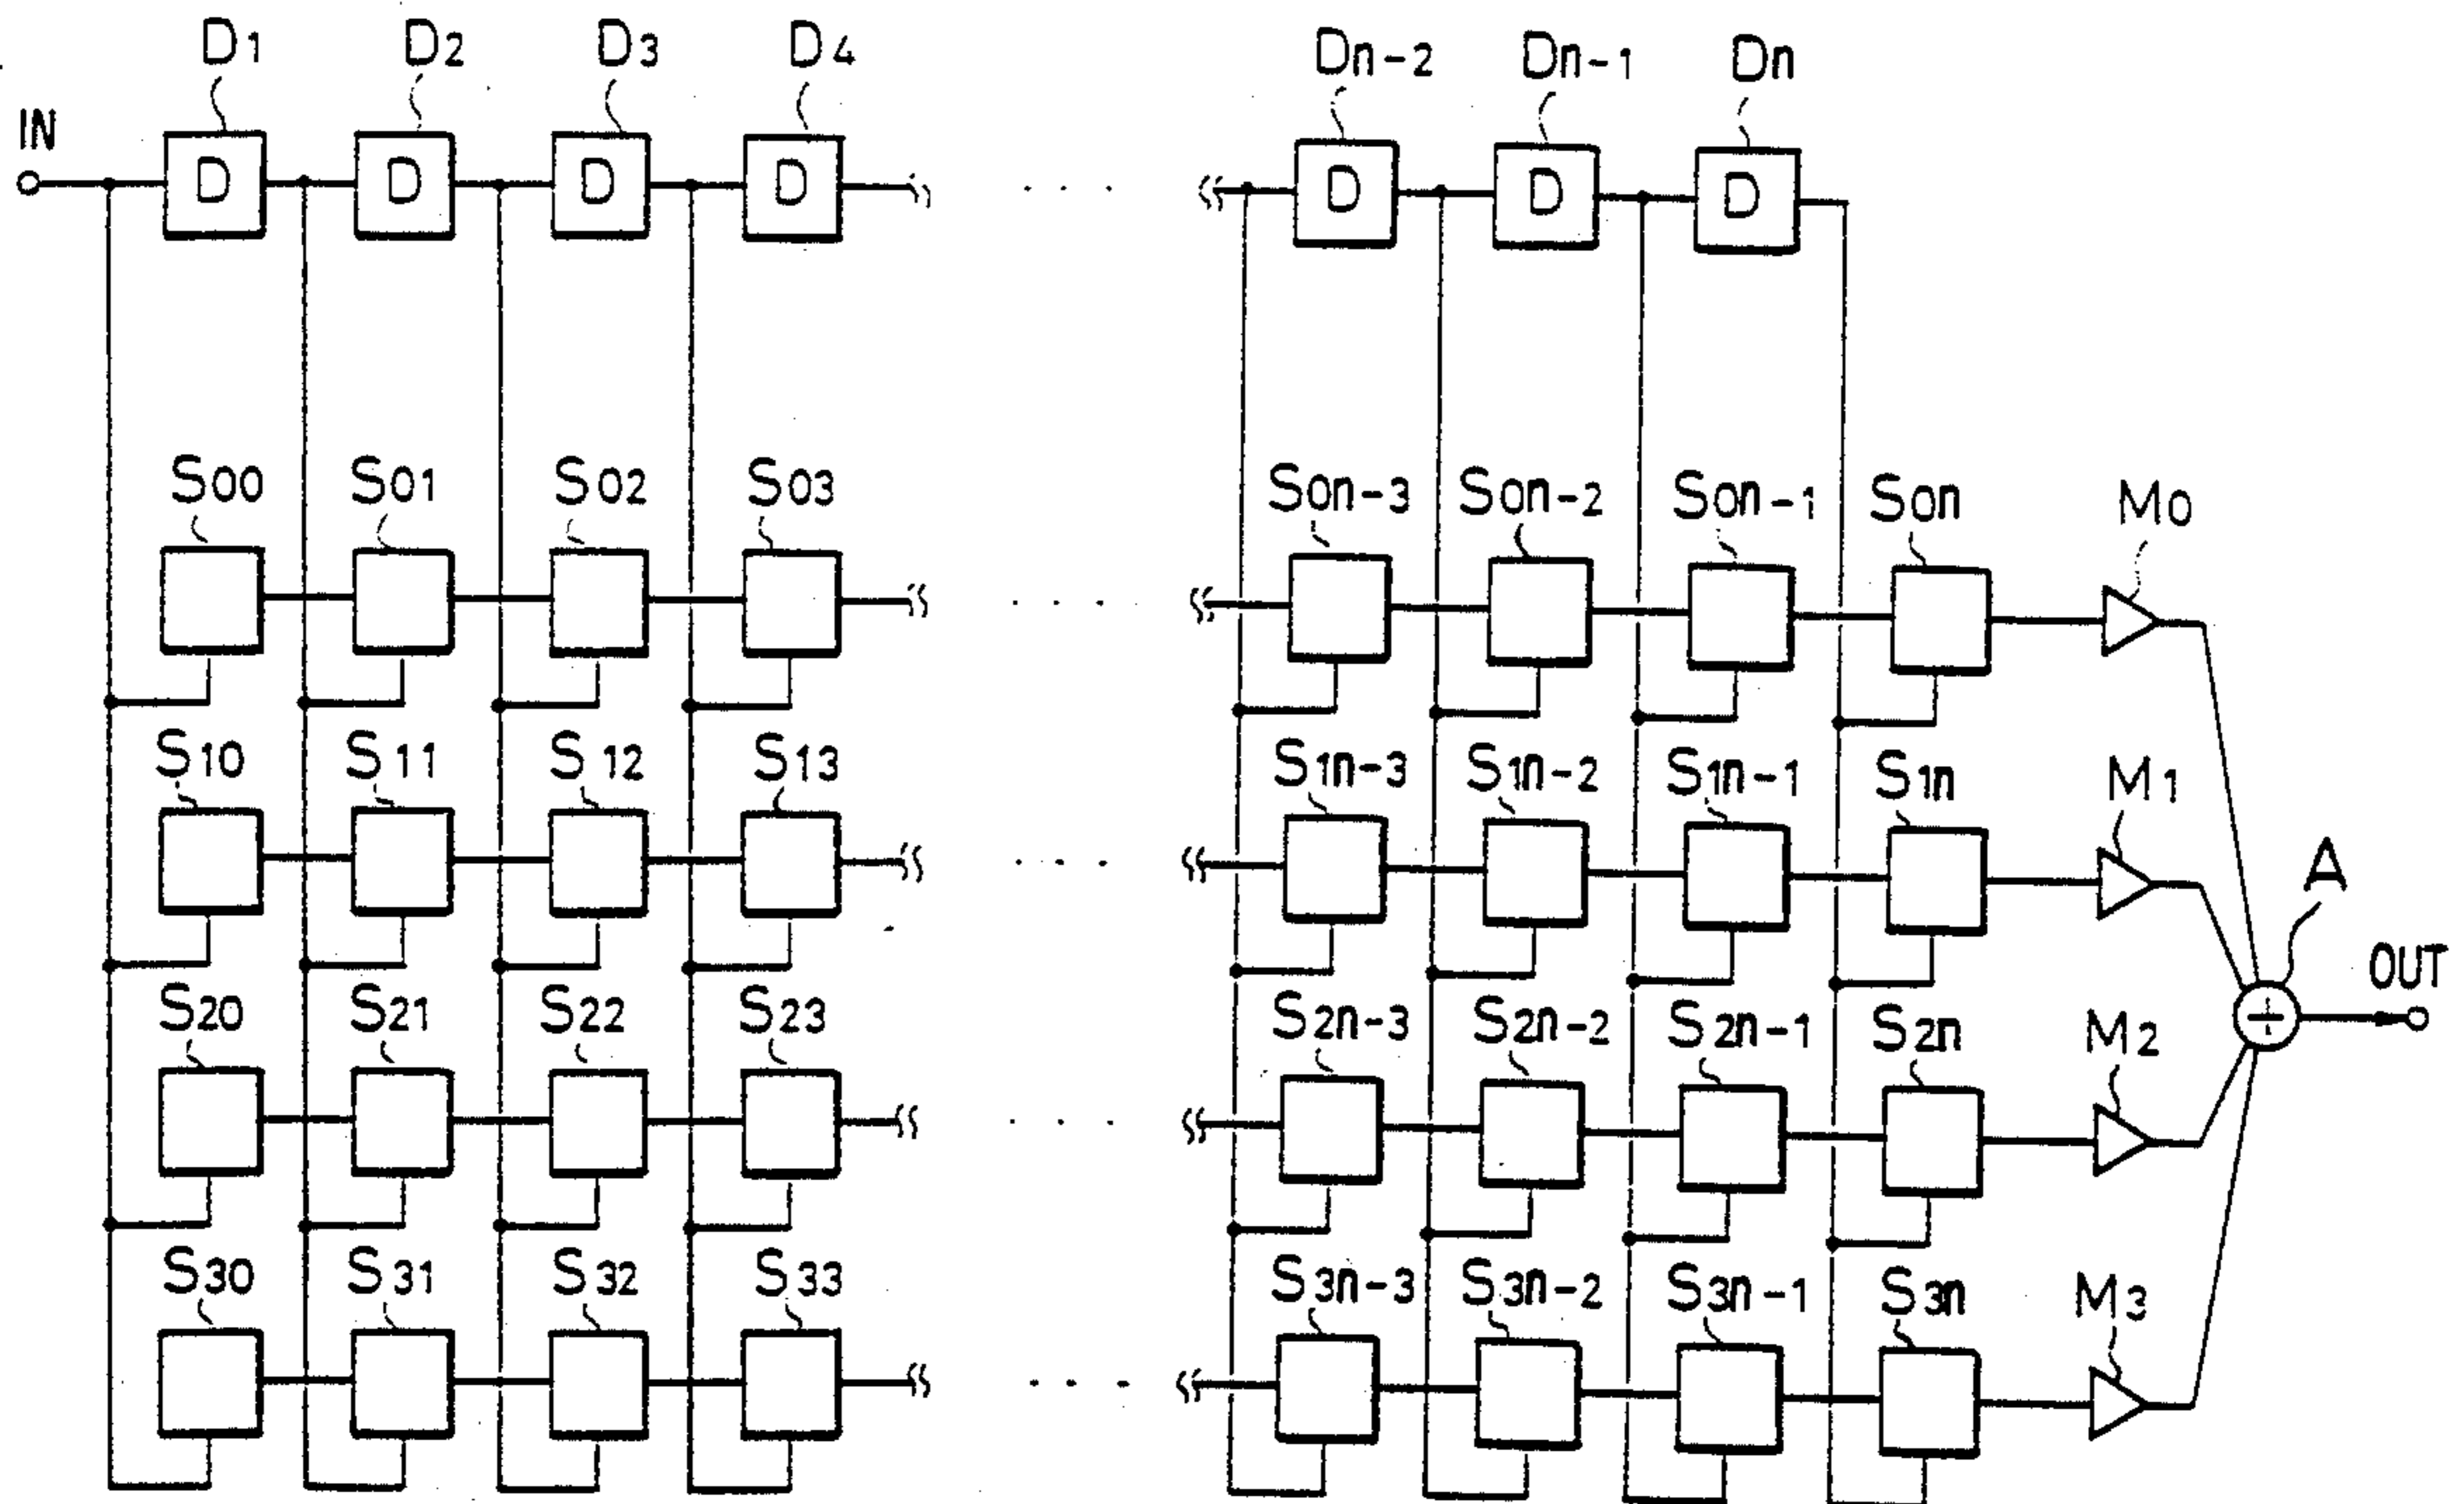 D1 D2 D3 D4 Dn-2 Dn-1 Dn
IN
D D D D D D D
S00 S01 S02 S03 S0n-3 S0n-2 S0n-1 S0n M0
S10 S11 S12 S13 S1n-3 S1n-2 S1n-1 S1n M1
A
OUT
S20 S21 S22 S23 S2n-3 S2n-2 S2n-1 S2n M2
S30 S31 S32 S33 S3n-3 S3n-2 S3n-1 S3n M3